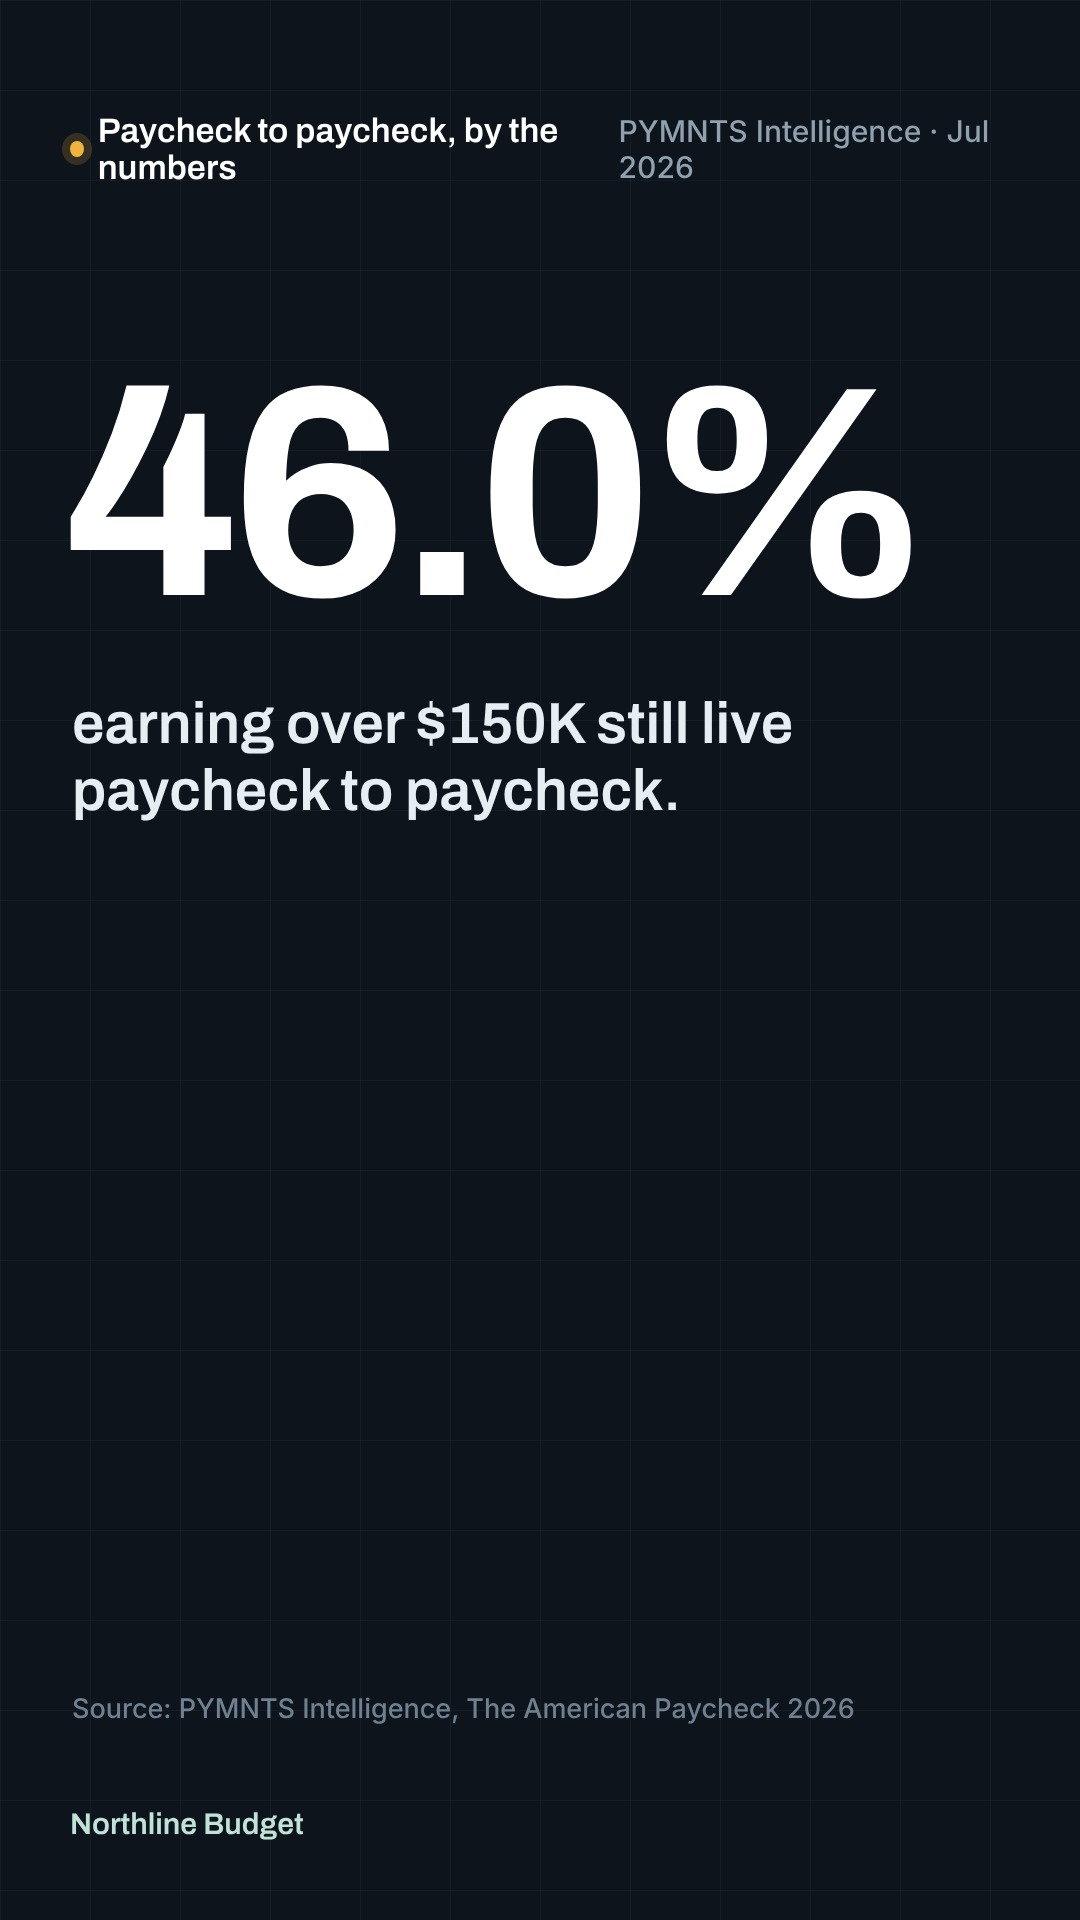 Paycheck to paycheck, by the
numbers
PYMNTS Intelligence · Jul
2026
46.0%
earning over $150K still live
paycheck to paycheck.
Source: PYMNTS Intelligence, The American Paycheck 2026
Northline Budget